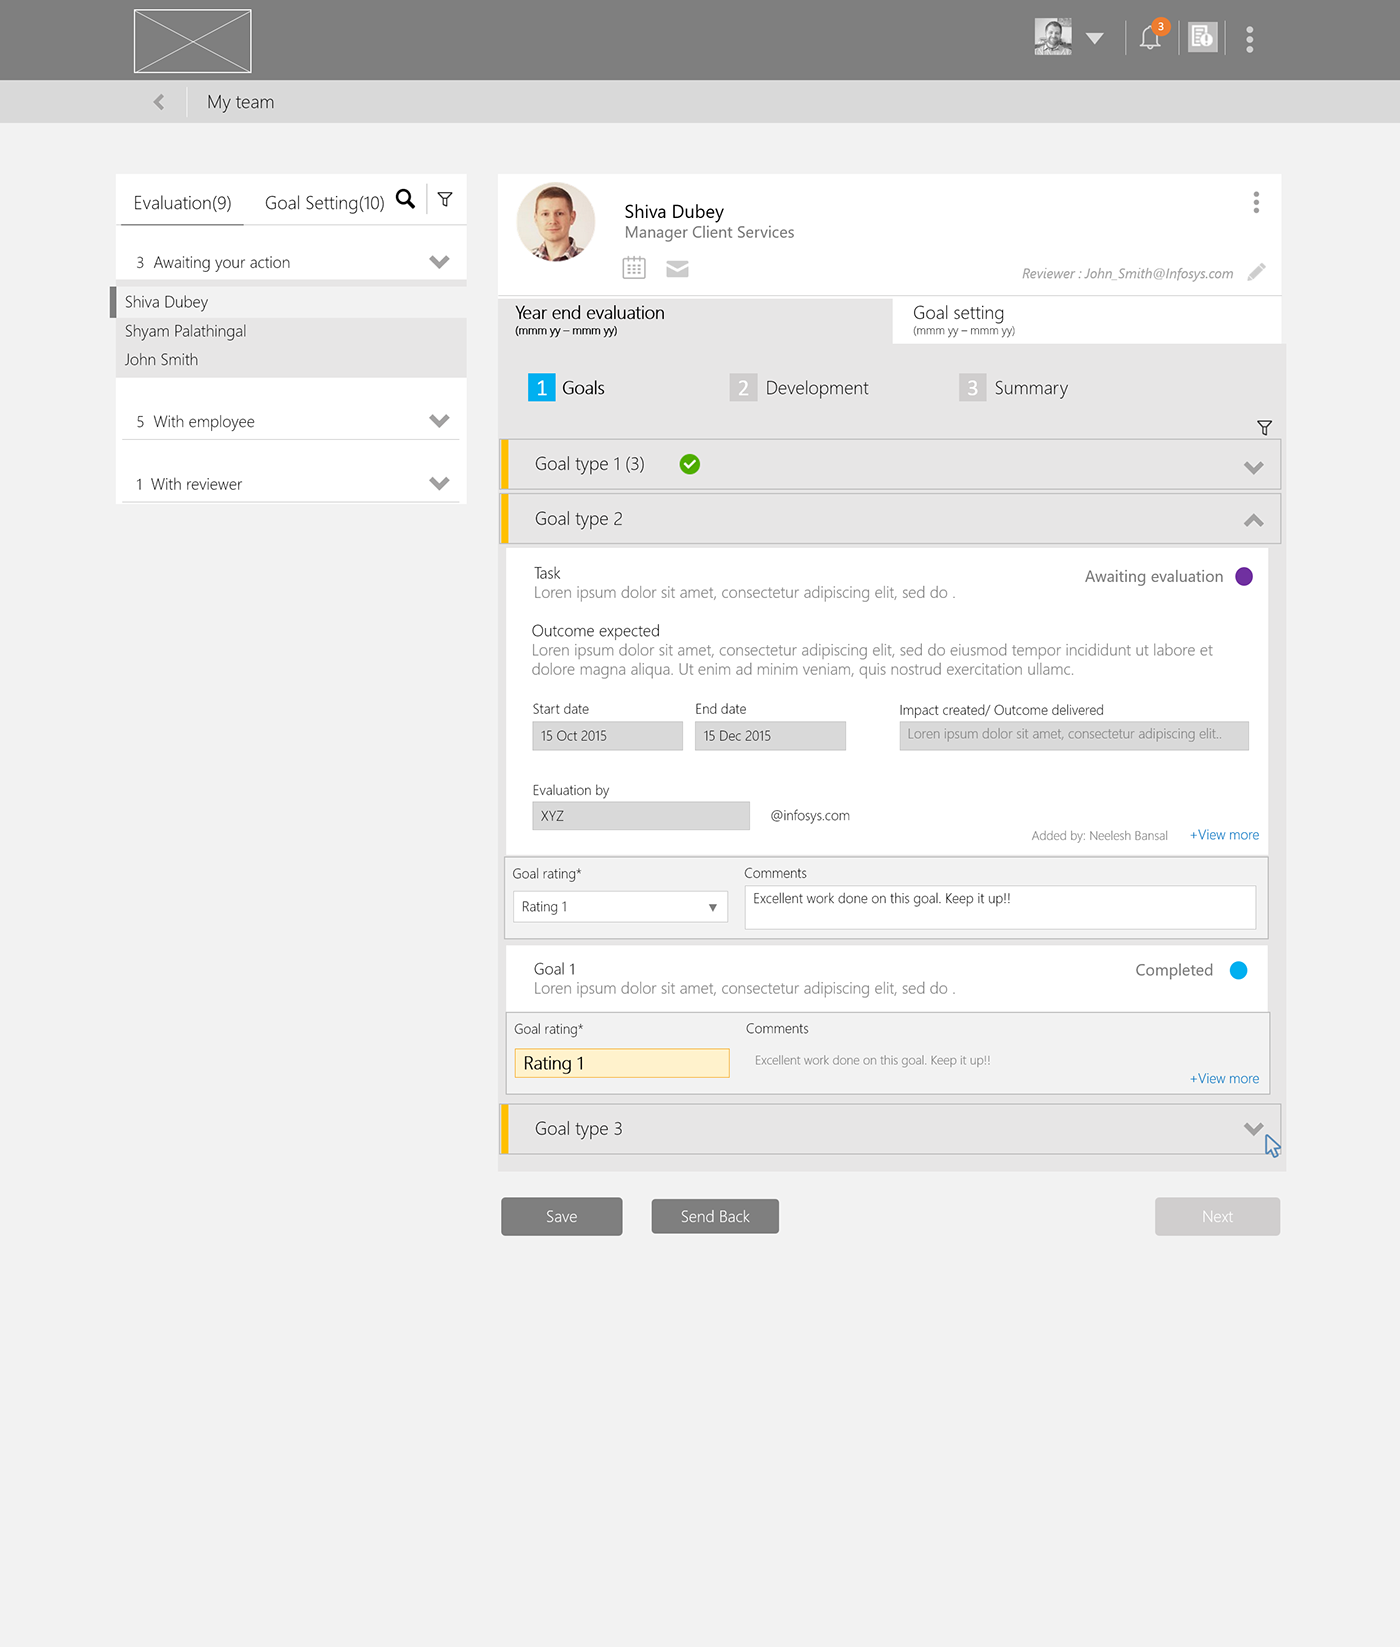 3
My team
Evaluation(9)
Goal Setting(10)
3 Awaiting your action
Shiva Dubey
Shyam Palathingal
John Smith
5 With employee
1 With reviewer
Shiva Dubey
Manager Client Services
Reviewer : John_Smith@Infosys.com
Year end evaluation
(mmm yy – mmm yy)
Goal setting
(mmm yy – mmm yy)
1 Goals
2 Development
3 Summary
Goal type 1 (3)
Goal type 2
Task
Awaiting evaluation
Loren ipsum dolor sit amet, consectetur adipiscing elit, sed do .
Outcome expected
Loren ipsum dolor sit amet, consectetur adipiscing elit, sed do eiusmod tempor incididunt ut labore et
dolore magna aliqua. Ut enim ad minim veniam, quis nostrud exercitation ullamc.
Start date
End date
Impact created/ Outcome delivered
15 Oct 2015
15 Dec 2015
Loren ipsum dolor sit amet, consectetur adipiscing elit..
Evaluation by
XYZ
@infosys.com
Added by: Neelesh Bansal
+View more
Goal rating*
Comments
Rating 1
Excellent work done on this goal. Keep it up!!
Goal 1
Completed
Loren ipsum dolor sit amet, consectetur adipiscing elit, sed do .
Goal rating*
Comments
Rating 1
Excellent work done on this goal. Keep it up!!
+View more
Goal type 3
Save
Send Back
Next